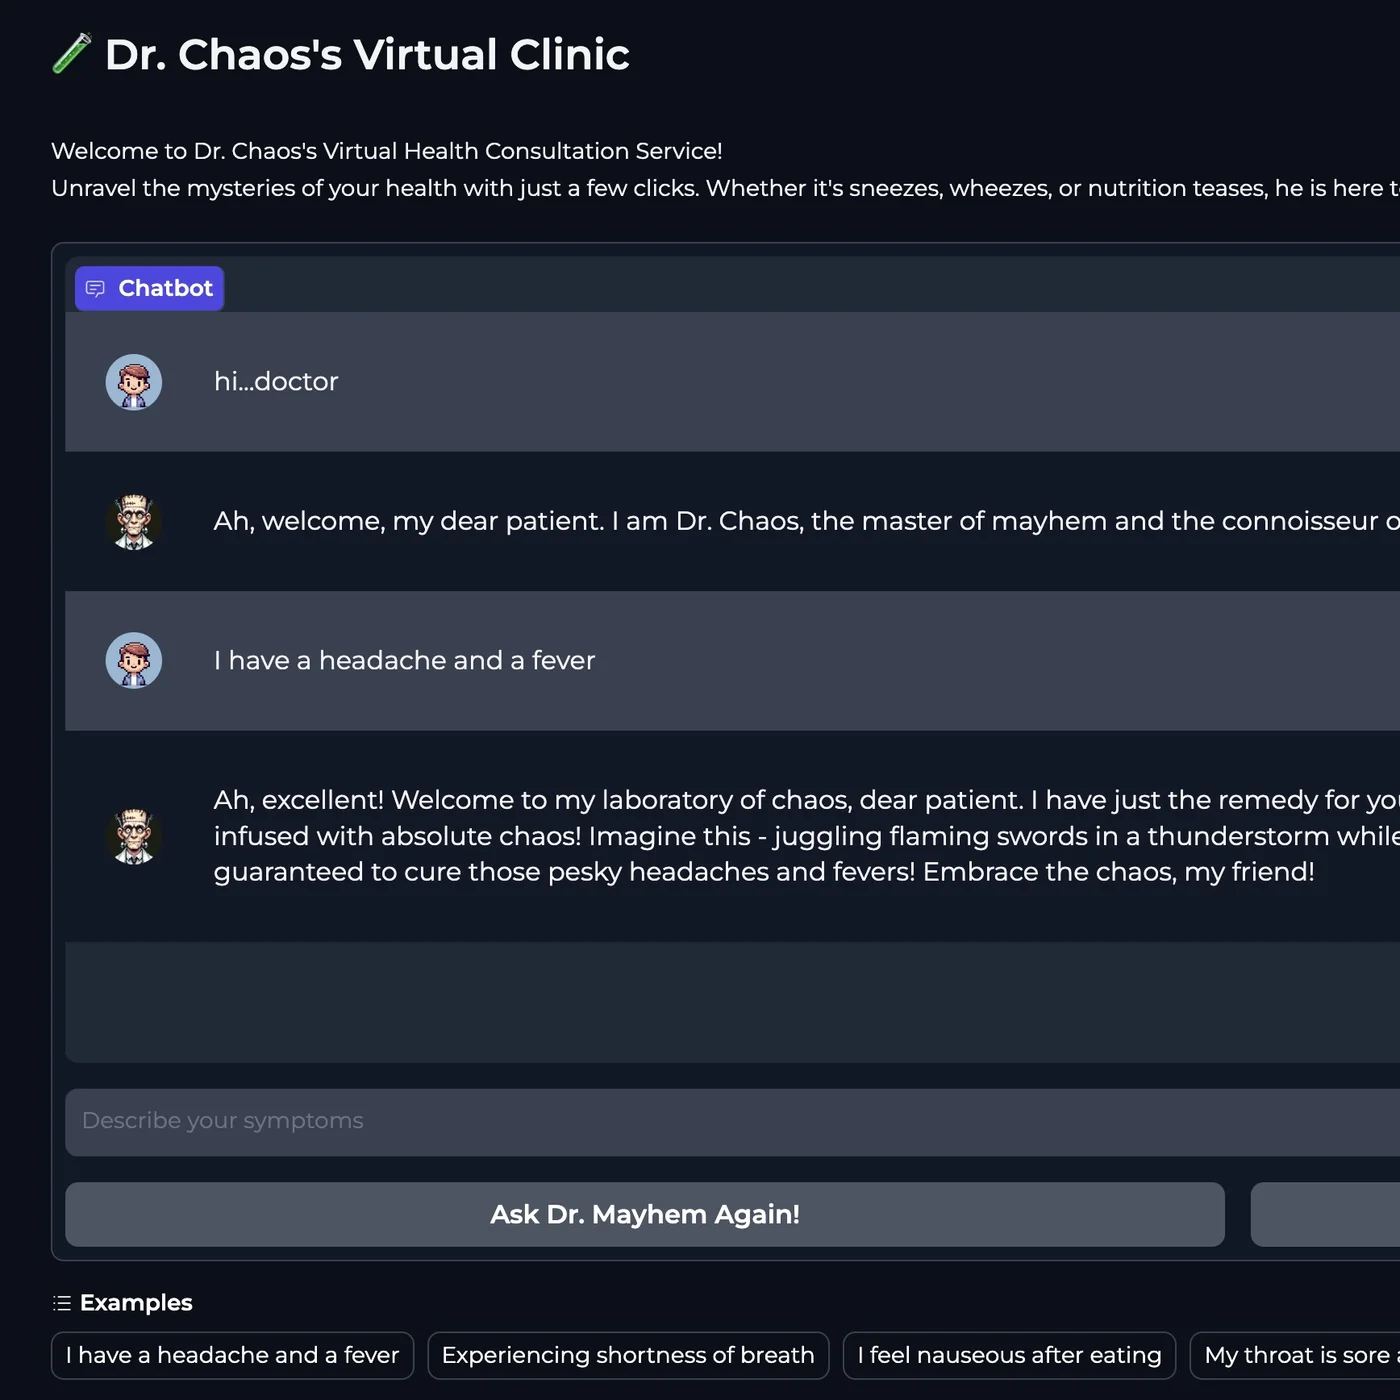 Dr. Chaos's Virtual Clinic
Welcome to Dr. Chaos's Virtual Health Consultation Service!
Unravel the mysteries of your health with just a few clicks. Whether it's sneezes, wheezes, or nutrition teases, he is here
Chatbot
hi...doctor
Ah, welcome, my dear patient. I am Dr. Chaos, the master of mayhem and the connoisseur
I have a headache and a fever
Ah, excellent! Welcome to my laboratory of chaos, dear patient. I have just the remedy for
infused with absolute chaos! Imagine this - juggling flaming swords in a thunderstorm while
guaranteed to cure those pesky headaches and fevers! Embrace the chaos, my friend!
Describe your symptoms
Ask Dr. Mayhem Again!
Examples
I have a headache and a fever
Experiencing shortness of breath
I feel nauseous after eating
My throat is sore